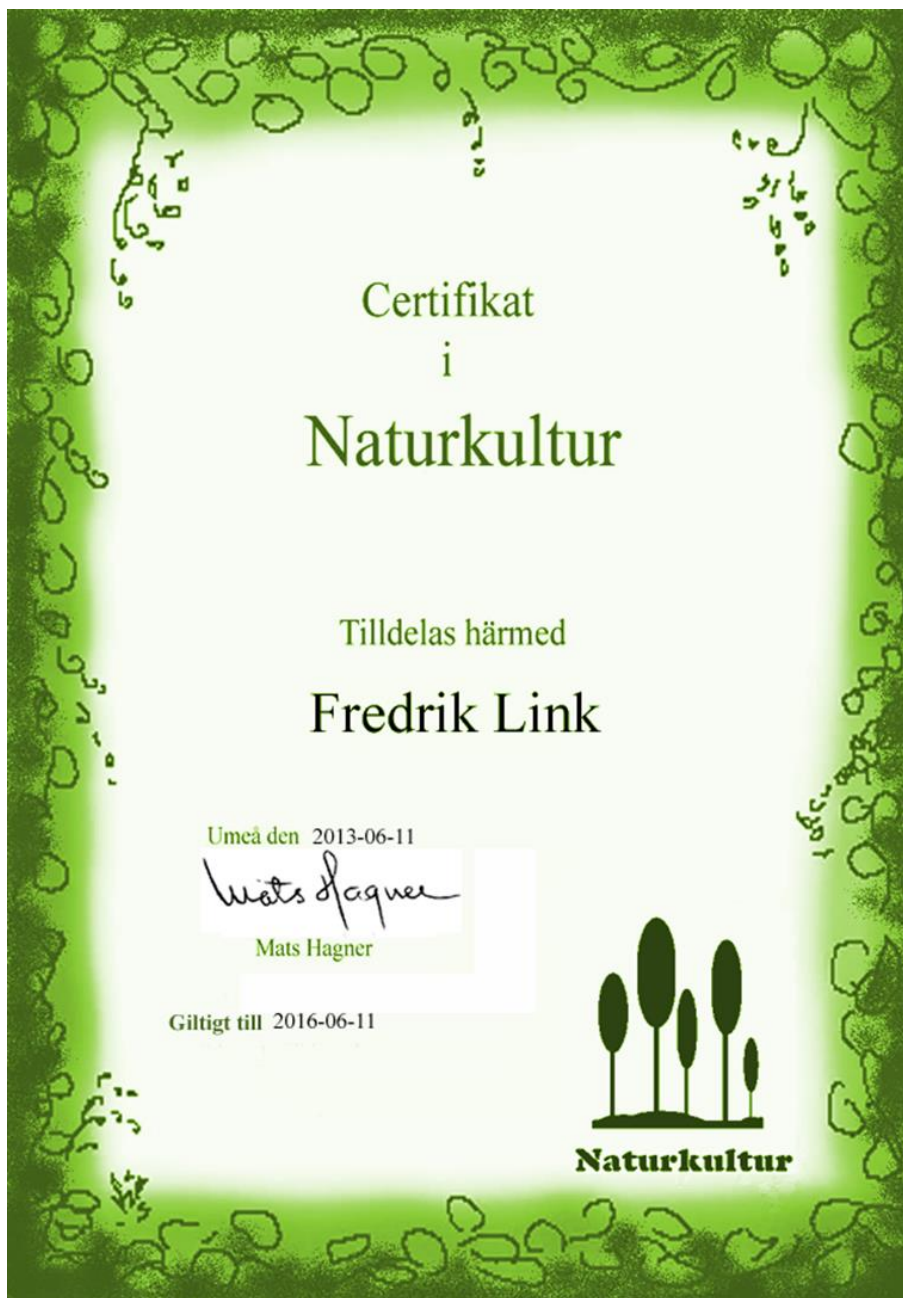 Certifikat
i
Naturkultur
Tilldelas härmed
Fredrik Link
Umeå den 2013-06-11
Mats Hagner
Mats Hagner
Giltigt till 2016-06-11
Naturkultur